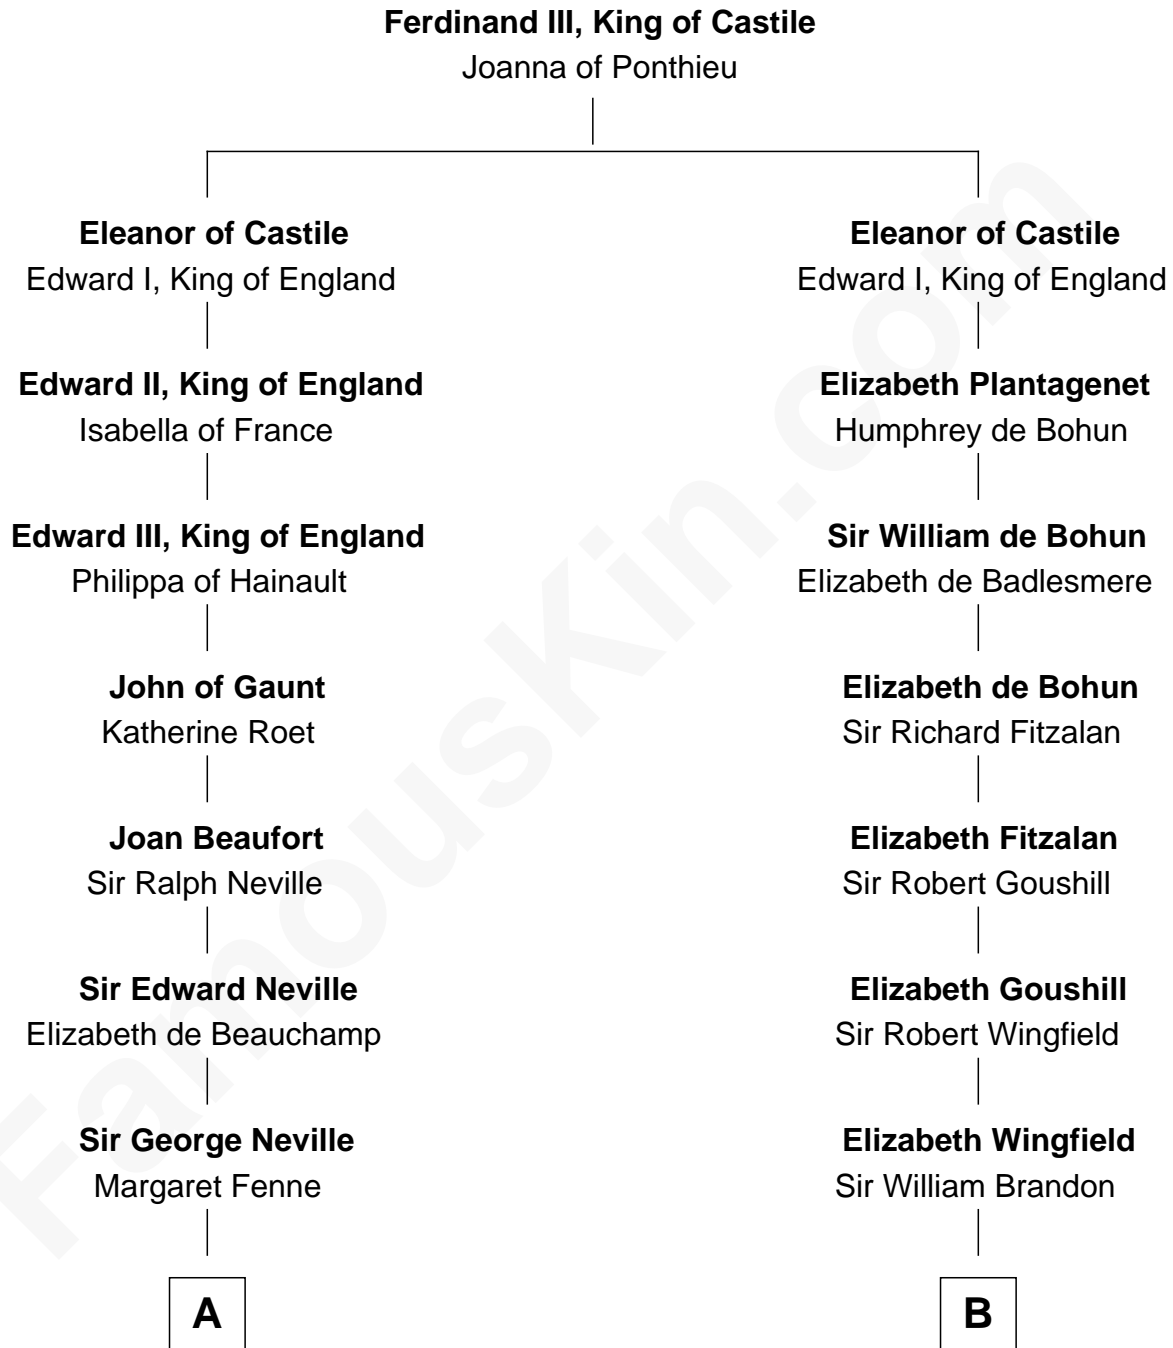 Ferdinand III, King of Castile
Joanna of Ponthieu
Eleanor of Castile
Edward I, King of England
Eleanor of Castile
Edward I, King of England
Edward II, King of England
Isabella of France
Elizabeth Plantagenet
Humphrey de Bohun
Edward III, King of England
Philippa of Hainault
Sir William de Bohun
Elizabeth de Badlesmere
John of Gaunt
Katherine Roet
Elizabeth de Bohun
Sir Richard Fitzalan
Joan Beaufort
Sir Ralph Neville
Elizabeth Fitzalan
Sir Robert Goushill
Sir Edward Neville
Elizabeth de Beauchamp
Elizabeth Goushill
Sir Robert Wingfield
Sir George Neville
Margaret Fenne
Elizabeth Wingfield
Sir William Brandon
A
B
FamousKin.com